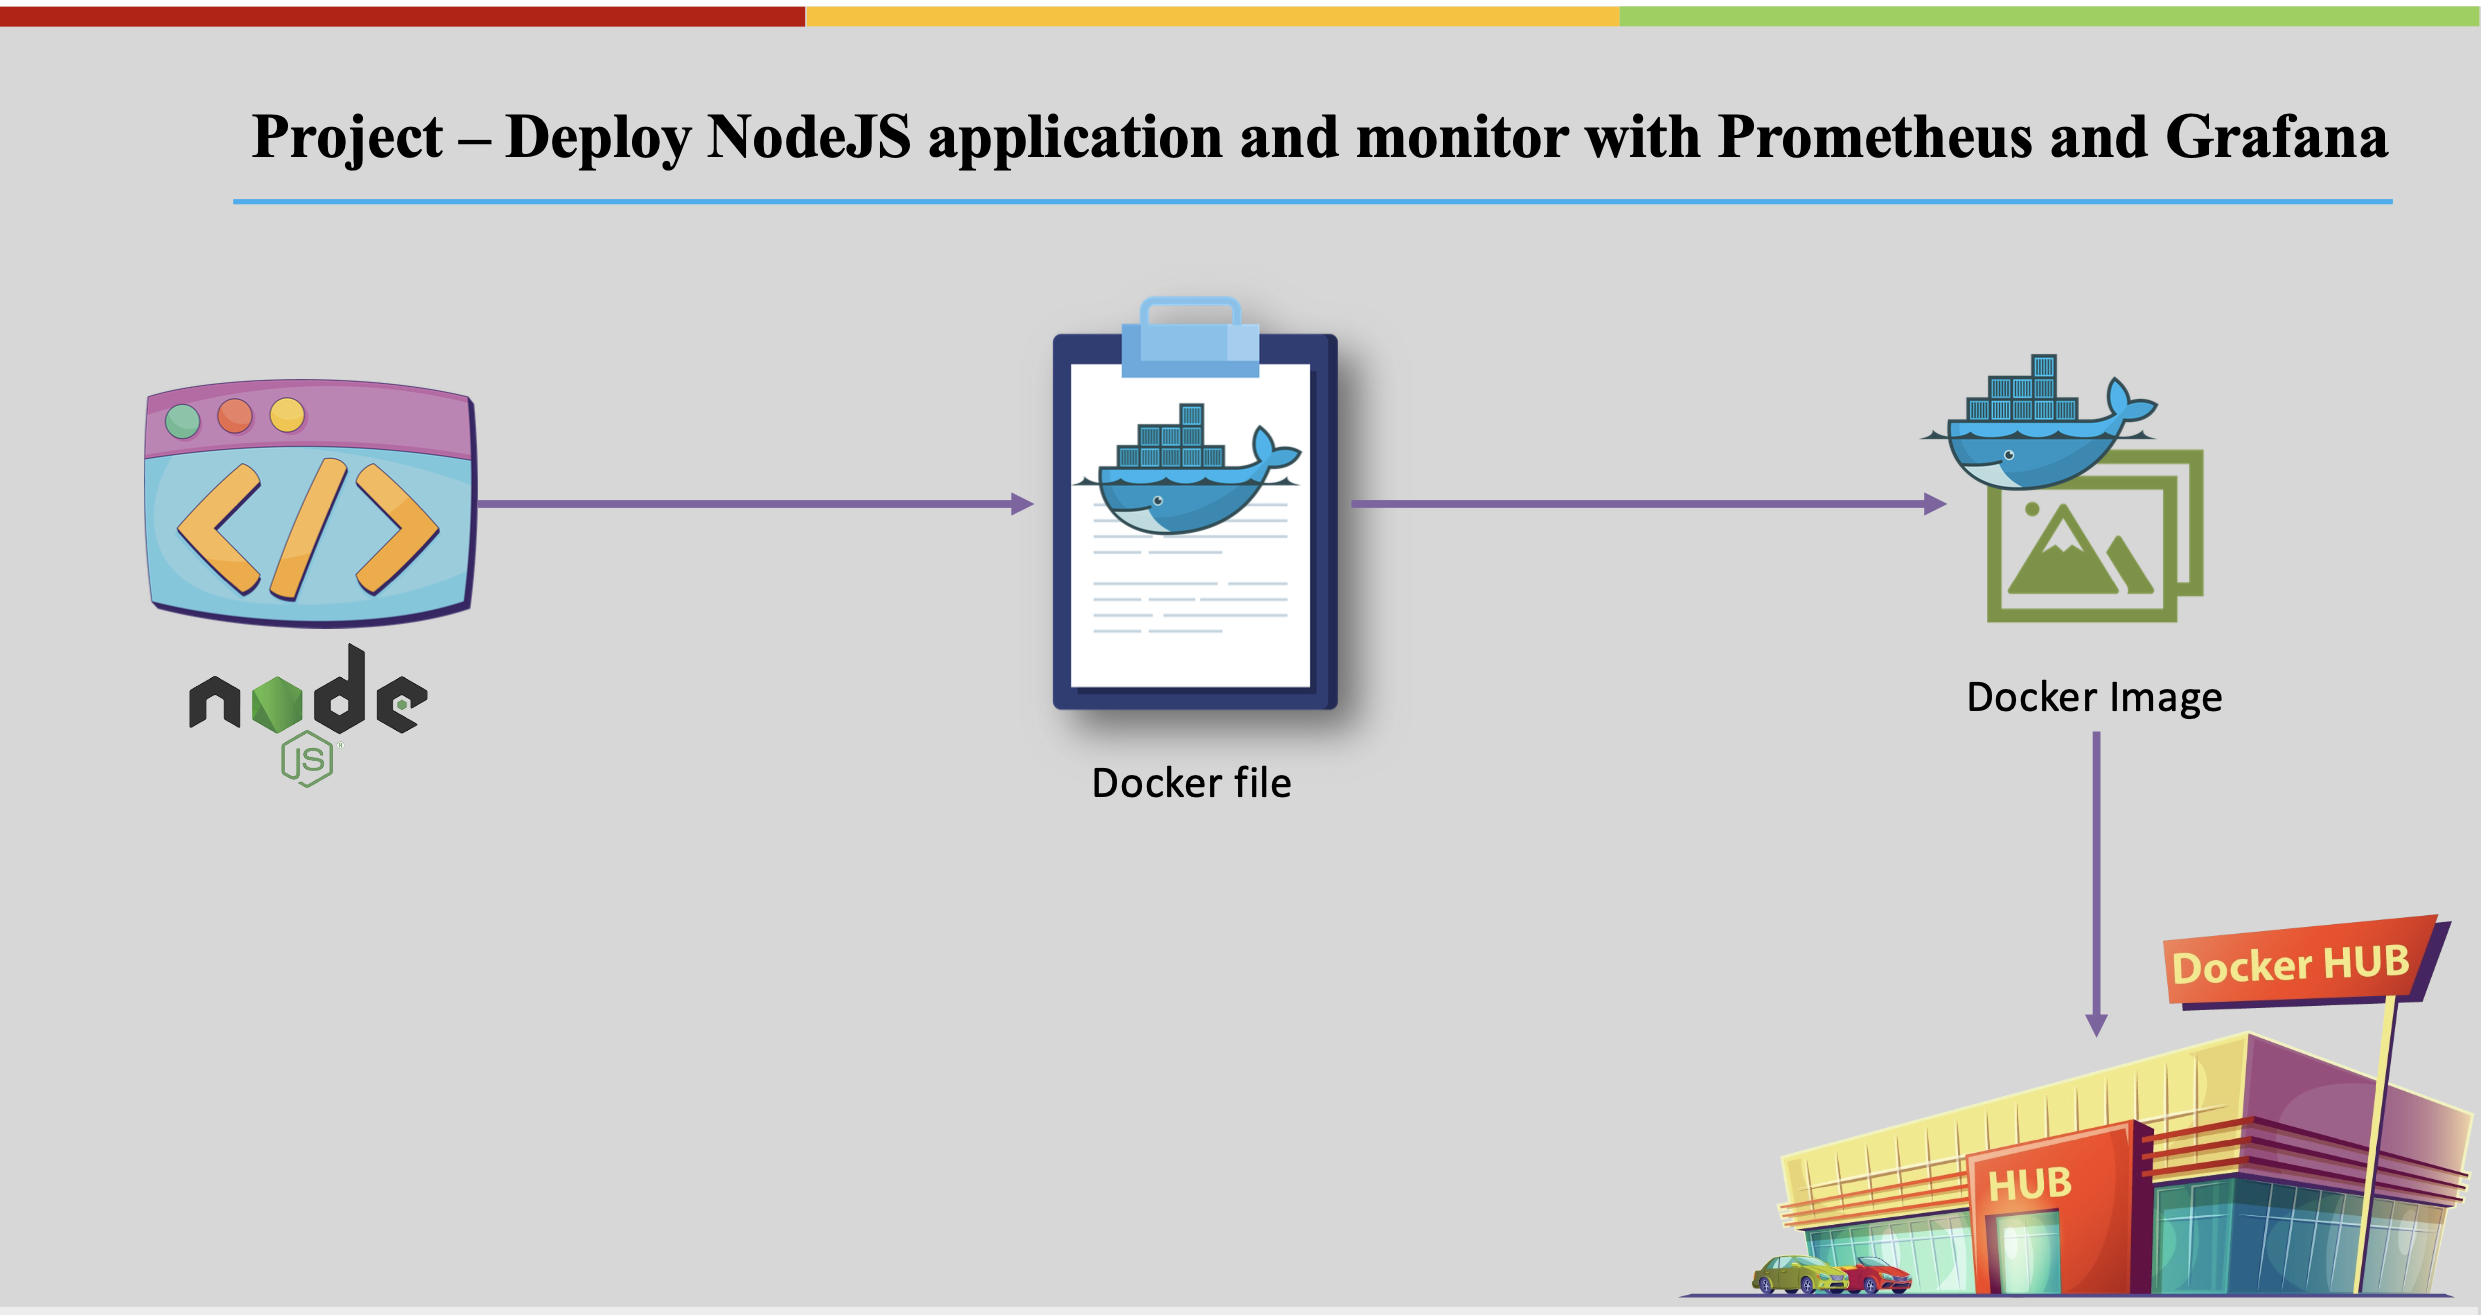 Project – Deploy NodeJS application and monitor with Prometheus and Grafana
node
JS
®
Docker file
Docker Image
Docker HUB
HUB